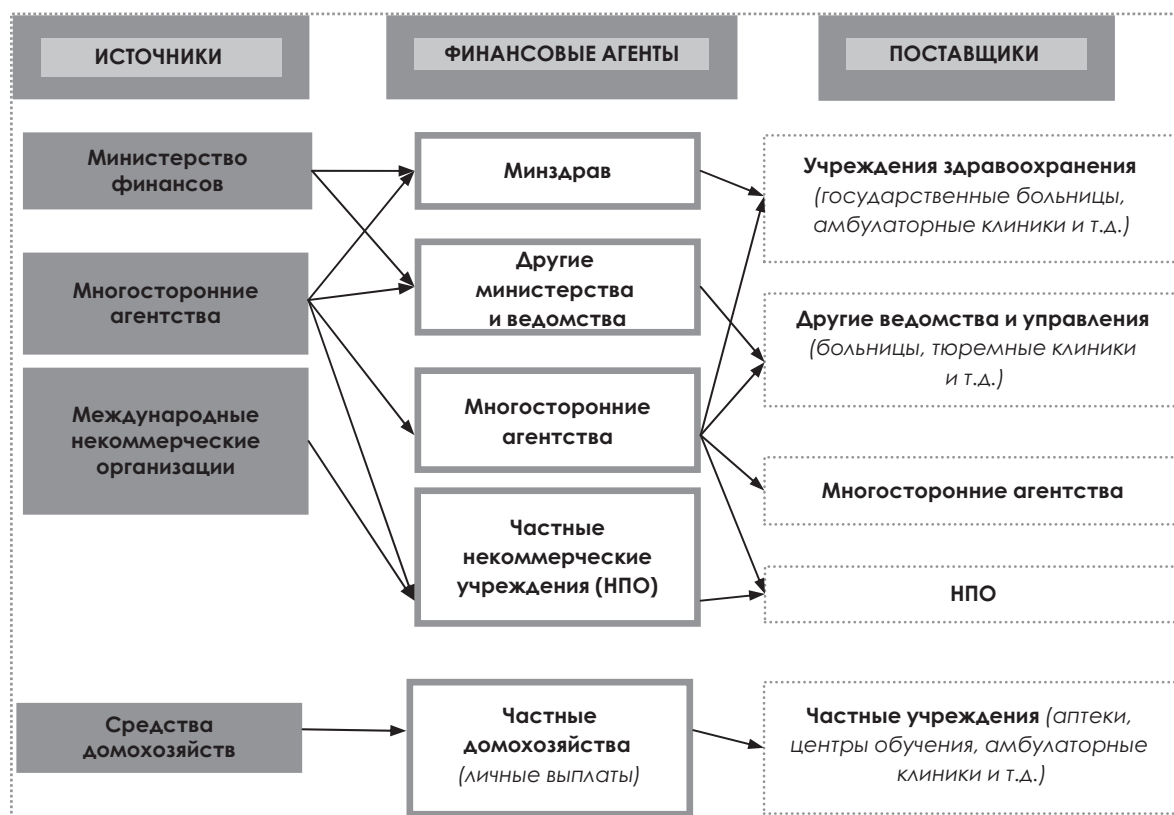 ИСТОЧНИКИ
ФИНАНСОВЫЕ АГЕНТЫ
ПОСТАВЩИКИ
Министерство
финансов
Многосторонние
агентства
Международные
некоммерческие
организации
Средства
домохозяйств
Минздрав
Другие
министерства
и ведомства
Многосторонние
агентства
Частные
некоммерческие
учреждения (НПО)
Частные
домохозяйства
(личные выплаты)
Учреждения здравоохранения
(государственные больницы,
амбулаторные клиники и т.д.)
Другие ведомства и управления
(больницы, тюремные клиники
и т.д.)
Многосторонние агентства
НПО
Частные учреждения (аптеки,
центры обучения, амбулаторные
клиники и т.д.)